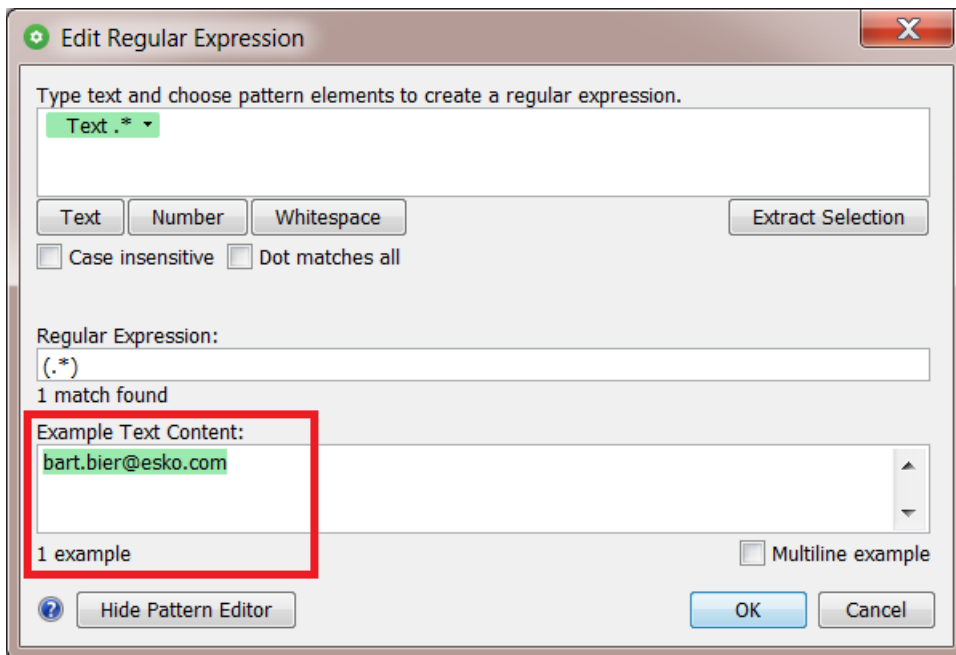 Edit Regular Expression
Type text and choose pattern elements to create a regular expression.
Text .*
Text Number Whitespace Extract Selection
Case insensitive Dot matches all
Regular Expression:
(.*)
1 match found
Example Text Content:
bart.bier@esko.com
1 example Multiline example
Hide Pattern Editor OK Cancel